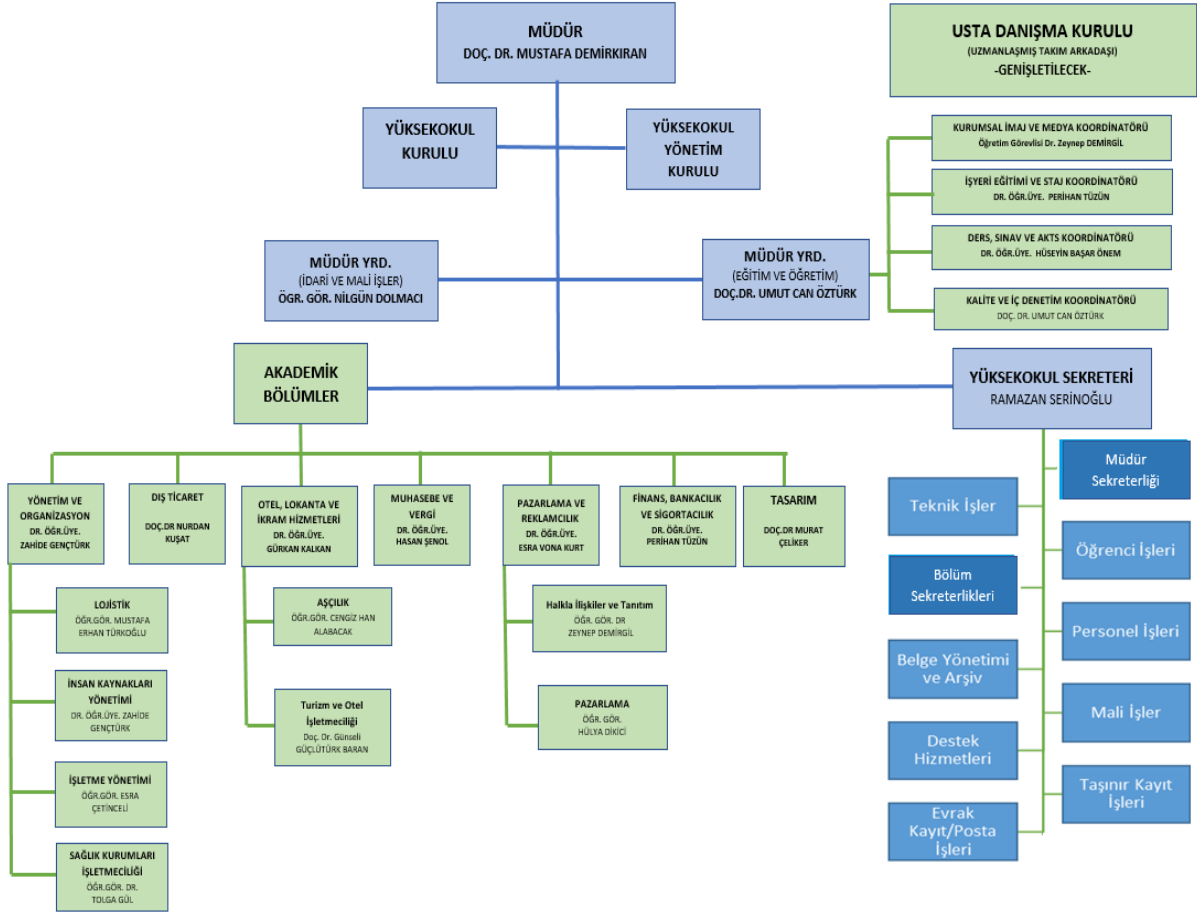 MÜDÜR
DOÇ. DR. MUSTAFA DEMİRKIRAN
USTA DANIŞMA KURULU
(UZMANLAŞMIŞ TAKIM ARKADAŞI)
-GENİŞLETİLECEK-
YÜKSEKOKUL
KURULU
YÜKSEKOKUL
YÖNETİM
KURULU
KURUMSAL İMAJ VE MEDYA KOORDİNATÖRÜ
Öğretim Görevlisi Dr. Zeynep DEMİRGİL
İŞYERİ EĞİTİMİ VE STAJ KOORDİNATÖRÜ
DR. ÖĞR.ÜYE. PERİHAN TÜZÜN
DERS, SINAV VE AKTS KOORDİNATÖRÜ
DR. ÖĞR.ÜYE. HÜSEYİN BAŞAR ÖNEM
KALİTE VE İÇ DENETİM KOORDİNATÖRÜ
DOÇ. DR. UMUT CAN ÖZTÜRK
MÜDÜR YRD.
(İDARİ VE MALİ İŞLER)
ÖGR. GÖR. NİLGÜN DOLMACI
MÜDÜR YRD.
(EĞİTİM VE ÖĞRETİM)
DOÇ.DR. UMUT CAN ÖZTÜRK
AKADEMİK
BÖLÜMLER
YÜKSEKOKUL SEKRETERİ
RAMAZAN SERİNOĞLU
YÖNETİM VE
ORGANİZASYON
DR. ÖĞR.ÜYE.
ZAHİDE GENÇTÜRK
DIŞ TİCARET
DOÇ.DR NURDAN
KUŞAT
OTEL, LOKANTA VE
İKRAM HİZMETLERİ
DR. ÖĞR.ÜYE.
GÜRKAN KALKAN
MUHASEBE VE
VERGİ
DR. ÖĞR.ÜYE.
HASAN ŞENOL
PAZARLAMA VE
REKLAMCILIK
DR. ÖĞR.ÜYE.
ESRA VONA KURT
FİNANS, BANKACILIK
VE SİGORTACILIK
DR. ÖĞR.ÜYE.
PERİHAN TÜZÜN
TASARIM
DOÇ.DR MURAT
ÇELİKER
LOJİSTİK
ÖĞR.GÖR. MUSTAFA
ERHAN TÜRKOĞLU
İNSAN KAYNAKLARI
YÖNETİMİ
DR. ÖĞR.ÜYE. ZAHİDE
GENÇTÜRK
İŞLETME YÖNETİMİ
ÖĞR.GÖR. ESRA
ÇETİNCELİ
SAĞLIK KURUMLARI
İŞLETMECİLİĞİ
ÖĞR.GÖR. DR.
TOLGA GÜL
AŞÇILIK
ÖĞR.GÖR. CENGİZ HAN
ALABACAK
Turizm ve Otel
İşletmeciliği
Doç. Dr. Günseli
GÜÇLÜTÜRK BARAN
Halkla İlişkiler ve Tanıtım
ÖĞR. GÖR. DR
ZEYNEP DEMİRGİL
PAZARLAMA
ÖĞR. GÖR.
HÜLYA DİKİCİ
Müdür
Sekreterliği
Teknik İşler
Öğrenci İşleri
Bölüm
Sekreterlikleri
Personel İşleri
Belge Yönetimi
ve Arşiv
Mali İşler
Destek
Hizmetleri
Taşınır Kayıt
İşleri
Evrak
Kayıt/Posta
İşleri